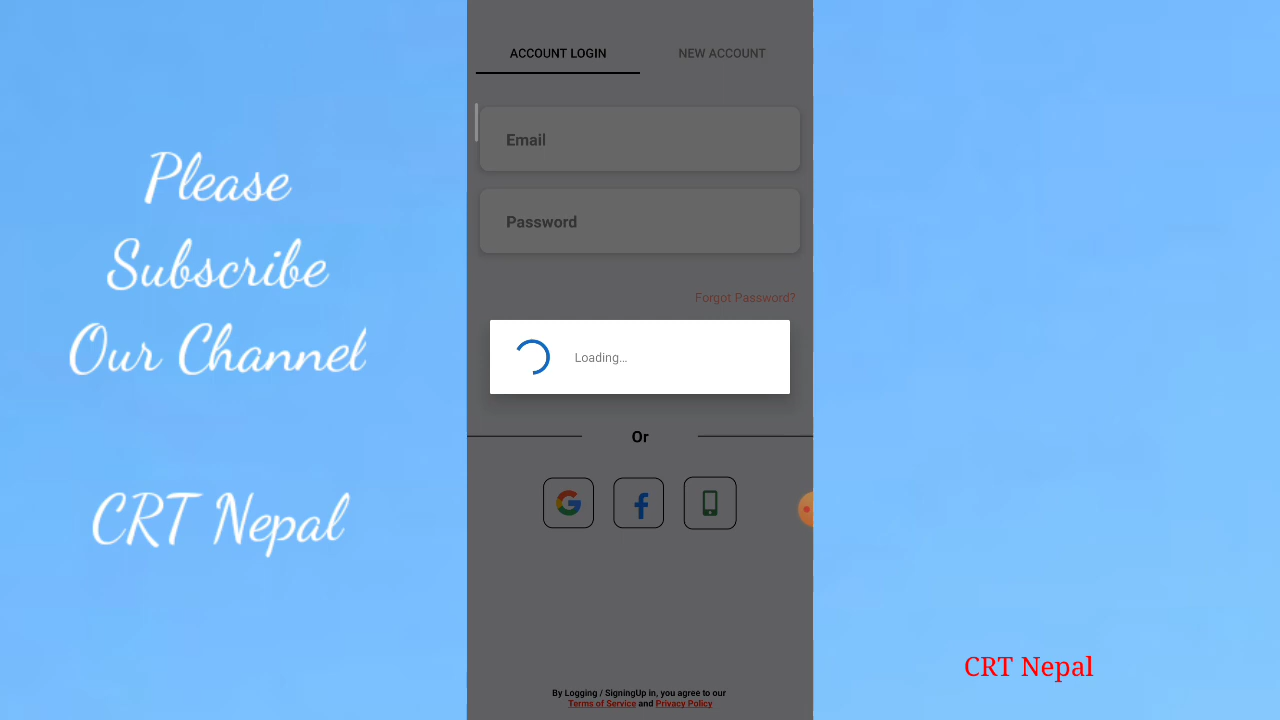 Please
Subscribe
Our Channel
CRT Nepal
ACCOUNT LOGIN
NEW ACCOUNT
Email
Password
Forgot Password?
Loading...
Or
By Logging / SigningUp in, you agree to our
Terms of Service and Privacy Policy
CRT Nepal